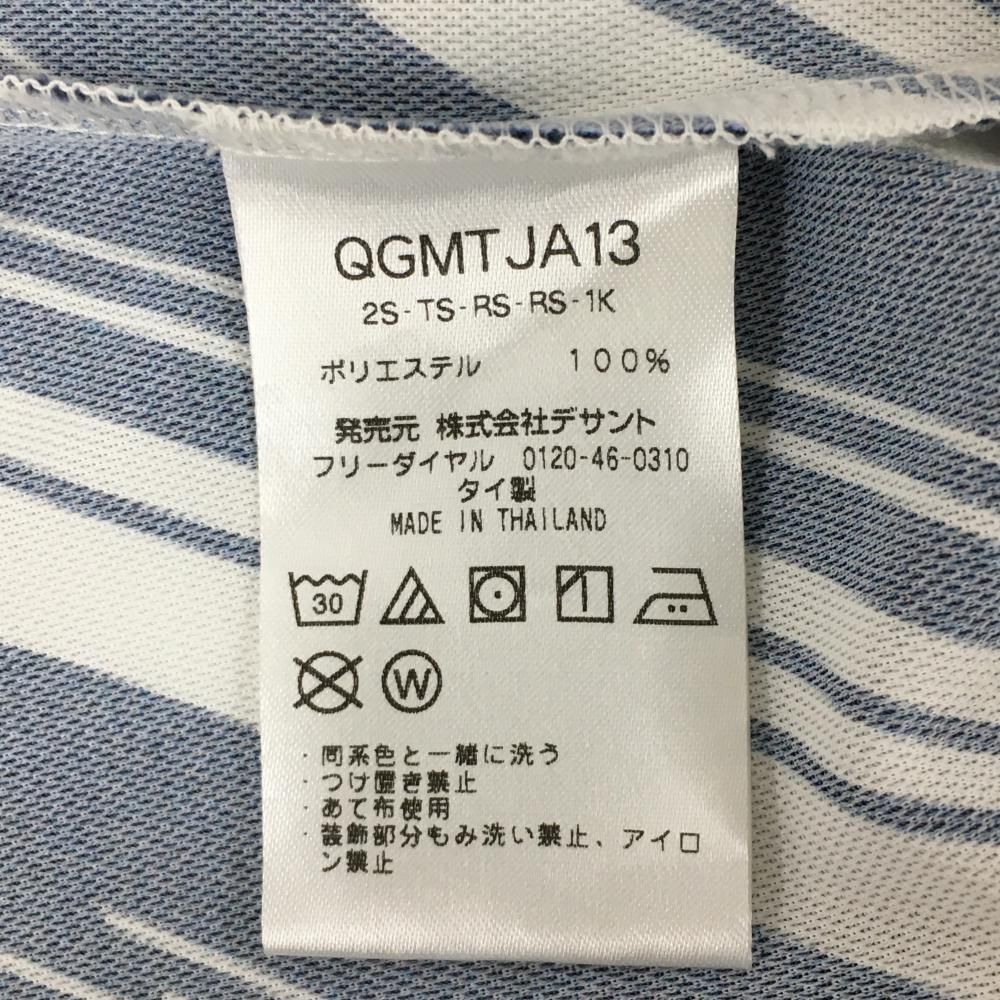 QGMTJA13
2S-TS-RS-RS-1K
ポリエステル 100%
発売元 株式会社デサント
フリーダイヤル 0120-46-0310
タイ製
MADE IN THAILAND
30
W
・同系色と一緒に洗う
・つけ置き禁止
・あて布使用
・装飾部分もみ洗い禁止、アイロ
ン禁止